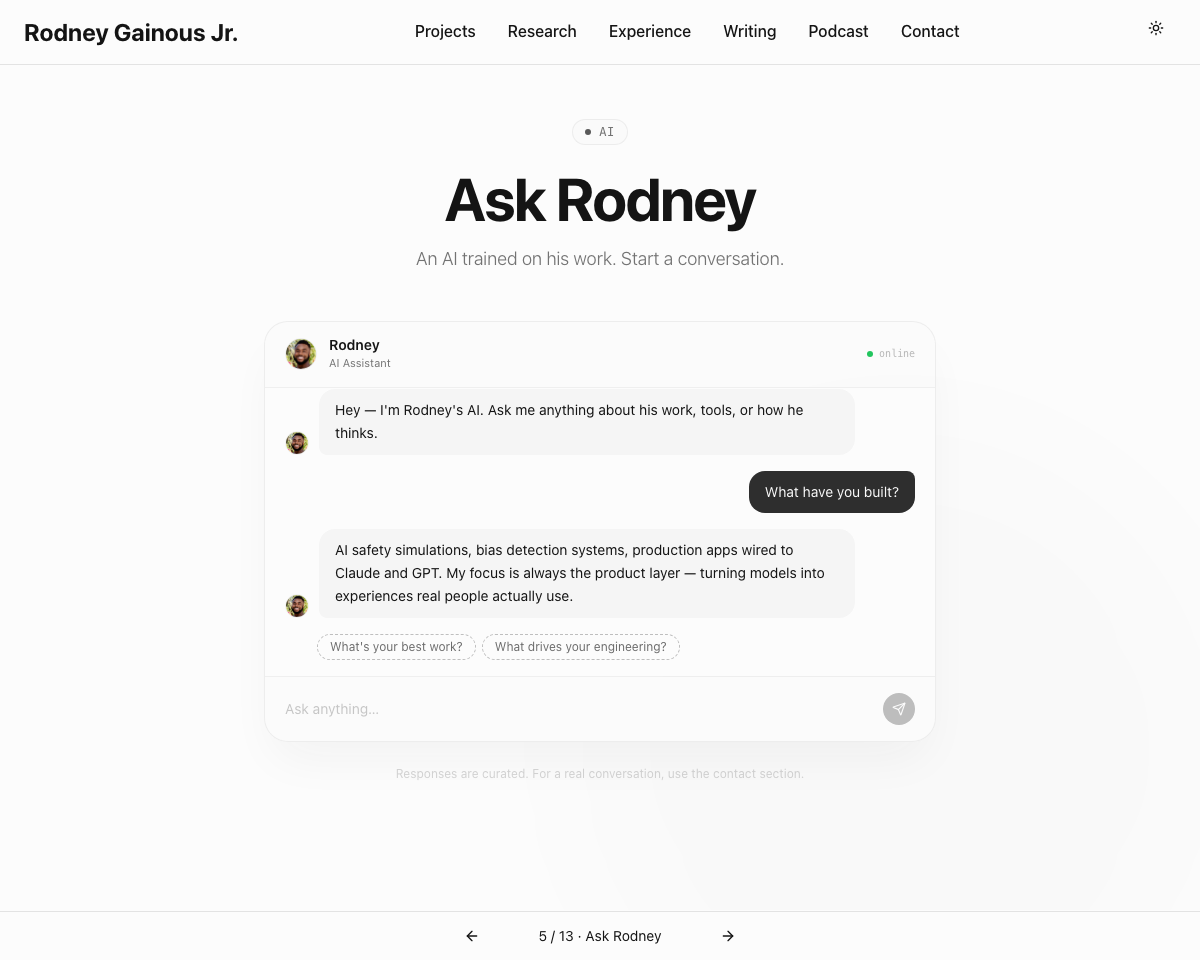 Rodney Gainous Jr.
Projects
Research
Experience
Writing
Podcast
Contact
AI
Ask Rodney
An AI trained on his work. Start a conversation.
Rodney
AI Assistant
online
Hey — I'm Rodney's AI. Ask me anything about his work, tools, or how he
thinks.
What have you built?
AI safety simulations, bias detection systems, production apps wired to
Claude and GPT. My focus is always the product layer — turning models into
experiences real people actually use.
What's your best work?
What drives your engineering?
Ask anything...
Responses are curated. For a real conversation, use the contact section.
5 / 13 · Ask Rodney